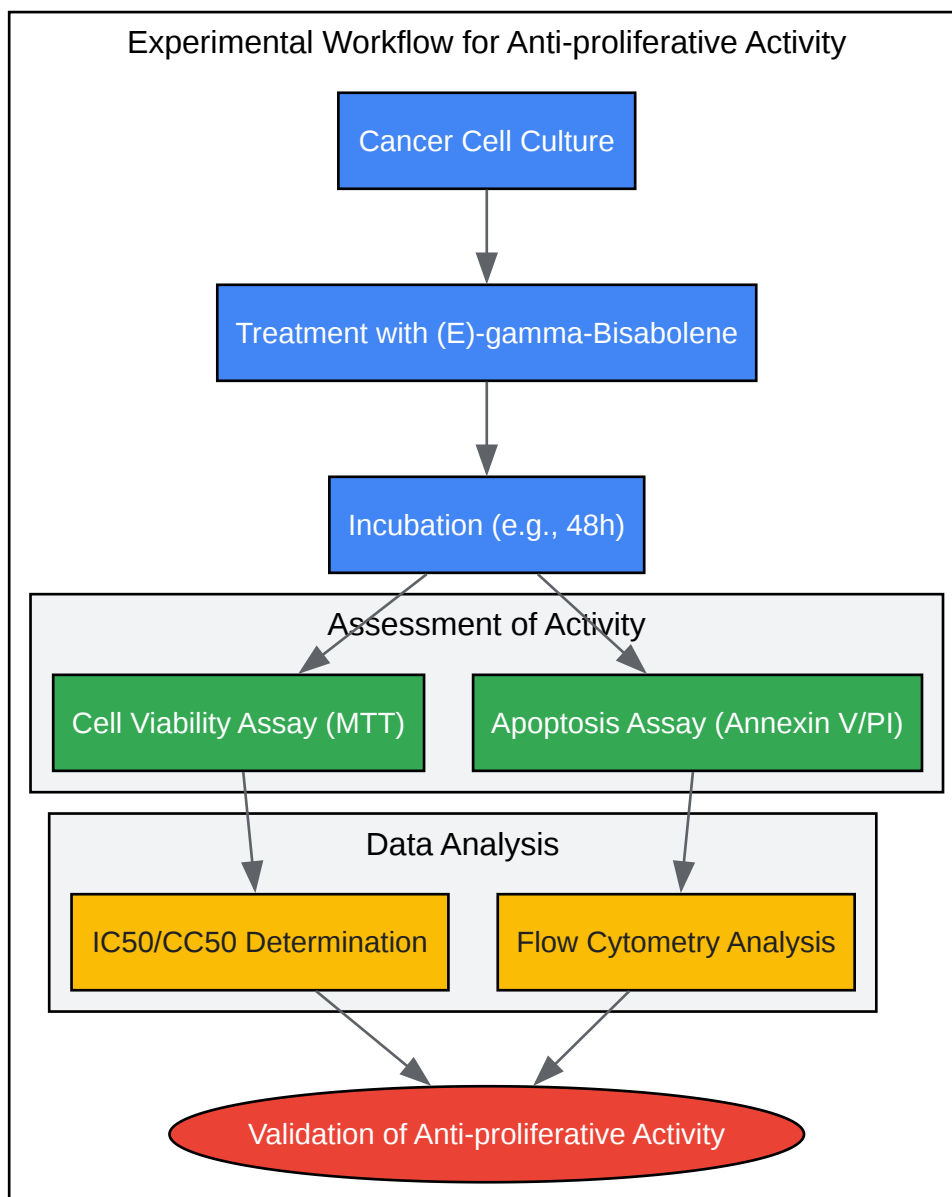 Experimental Workflow for Anti-proliferative Activity
Cancer Cell Culture
Treatment with (E)-gamma-Bisabolene
Incubation (e.g., 48h)
Assessment of Activity
Cell Viability Assay (MTT)
Apoptosis Assay (Annexin V/PI)
Data Analysis
IC50/CC50 Determination
Flow Cytometry Analysis
Validation of Anti-proliferative Activity